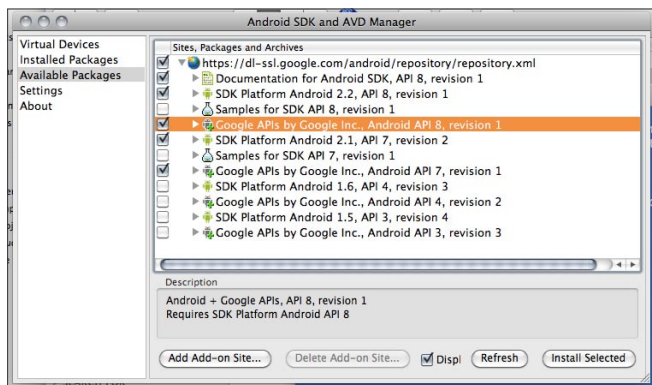 Android SDK and AVD Manager
Virtual Devices
Installed Packages
Available Packages
Settings
About
Sites, Packages and Archives
https://dl-ssl.google.com/android/repository/repository.xml
Documentation for Android SDK, API 8, revision 1
SDK Platform Android 2.2, API 8, revision 1
Samples for SDK API 8, revision 1
Google APIs by Google Inc., Android API 8, revision 1
SDK Platform Android 2.1, API 7, revision 2
Samples for SDK API 7, revision 1
Google APIs by Google Inc., Android API 7, revision 1
SDK Platform Android 1.6, API 4, revision 3
Google APIs by Google Inc., Android API 4, revision 2
SDK Platform Android 1.5, API 3, revision 4
Google APIs by Google Inc., Android API 3, revision 3
Description
Android + Google APIs, API 8, revision 1
Requires SDK Platform Android API 8
Add Add-on Site... Delete Add-on Site... Displ Refresh Install Selected